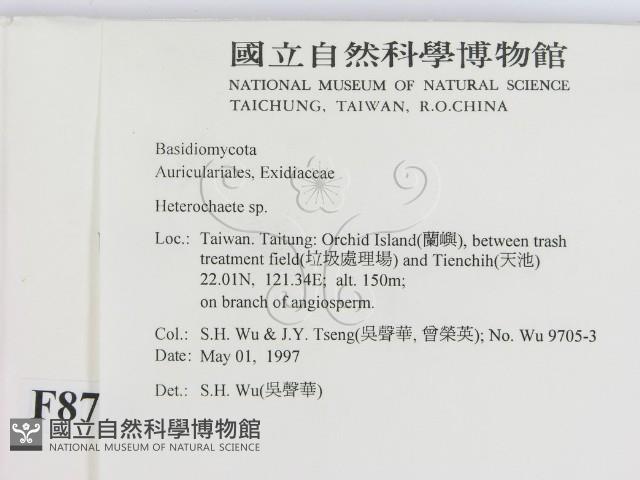 國立自然科學博物館
NATIONAL MUSEUM OF NATURAL SCIENCE
TAICHUNG, TAIWAN, R.O.CHINA
Basidiomycota
Auriculariales, Exidiaceae
Heterochaete sp.
Loc.: Taiwan. Taitung: Orchid Island(蘭嶼), between trash
treatment field(垃圾處理場) and Tienchih(天池)
22.01N, 121.34E; alt. 150m;
on branch of angiosperm.
Col.: S.H. Wu & J.Y. Tseng(吳聲華, 曾榮英); No. Wu 9705-3
Date: May 01, 1997
Det.: S.H. Wu(吳聲華)
F87
國立自然科學博物館
NATIONAL MUSEUM OF NATURAL SCIENCE